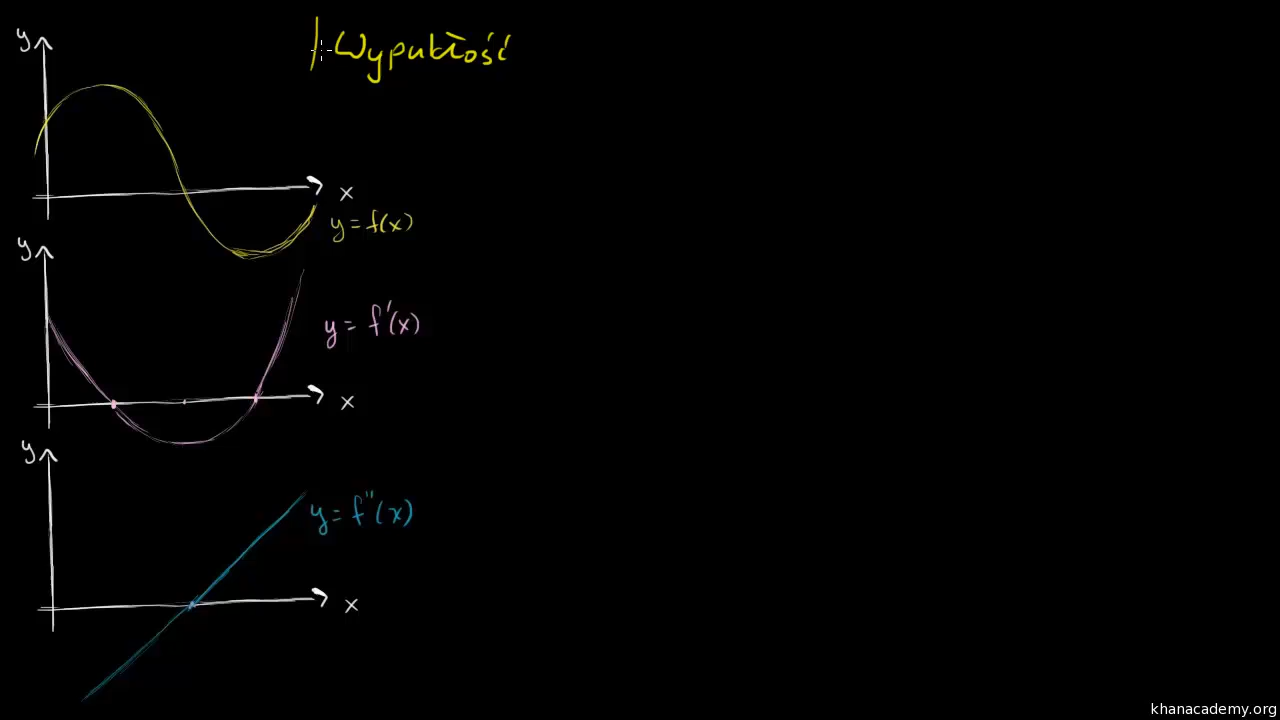 Wypukłość
y
x
y = f(x)
y
y = f'(x)
x
y
y = f''(x)
x
khanacademy.org